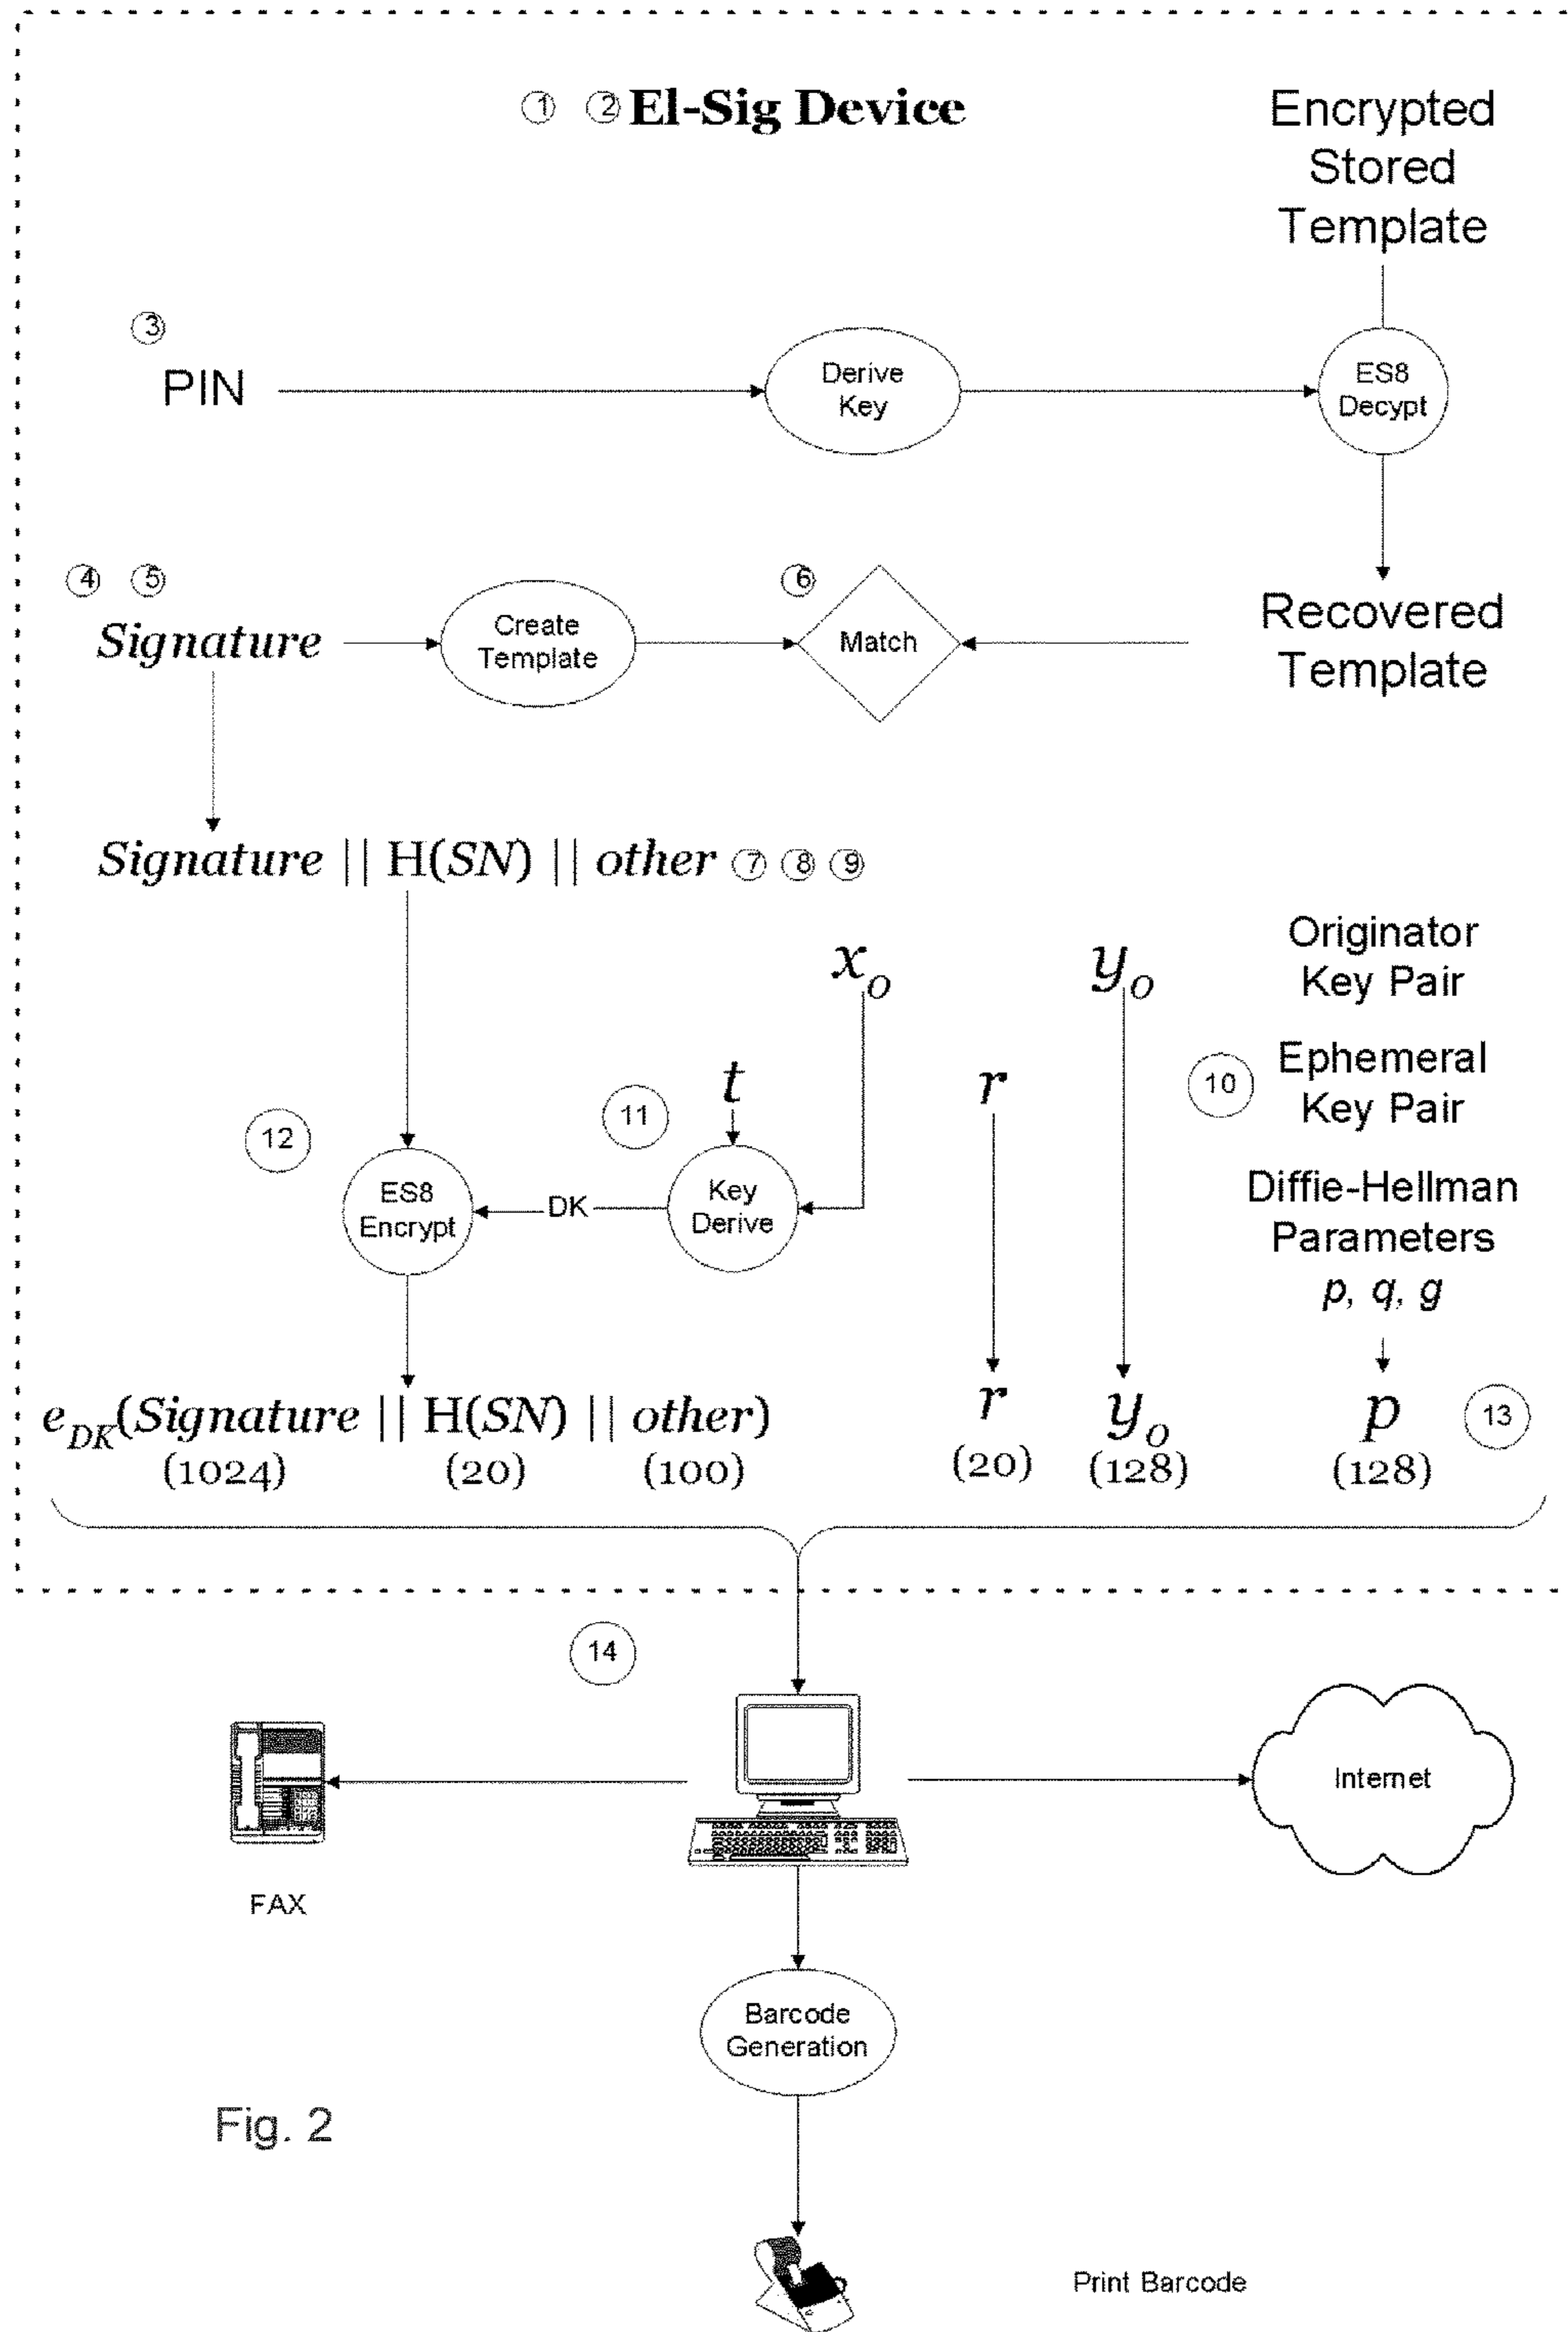 ① ② El-Sig Device
Encrypted
Stored
Template
③
PIN
Derive
Key
ES8
Decypt
④ ⑤
Signature
Create
Template
⑥
Match
Recovered
Template
Signature || H(SN) || other ⑦ ⑧ ⑨
x_o
y_o
Originator
Key Pair
t
r
10
Ephemeral
Key Pair
11
12
ES8
Encrypt
DK
Key
Derive
Diffie-Hellman
Parameters
p, q, g
e_DK(Signature || H(SN) || other)
(1024) (20) (100)
r
(20)
y_o
(128)
p
(128)
13
14
FAX
Internet
Barcode
Generation
Fig. 2
Print Barcode